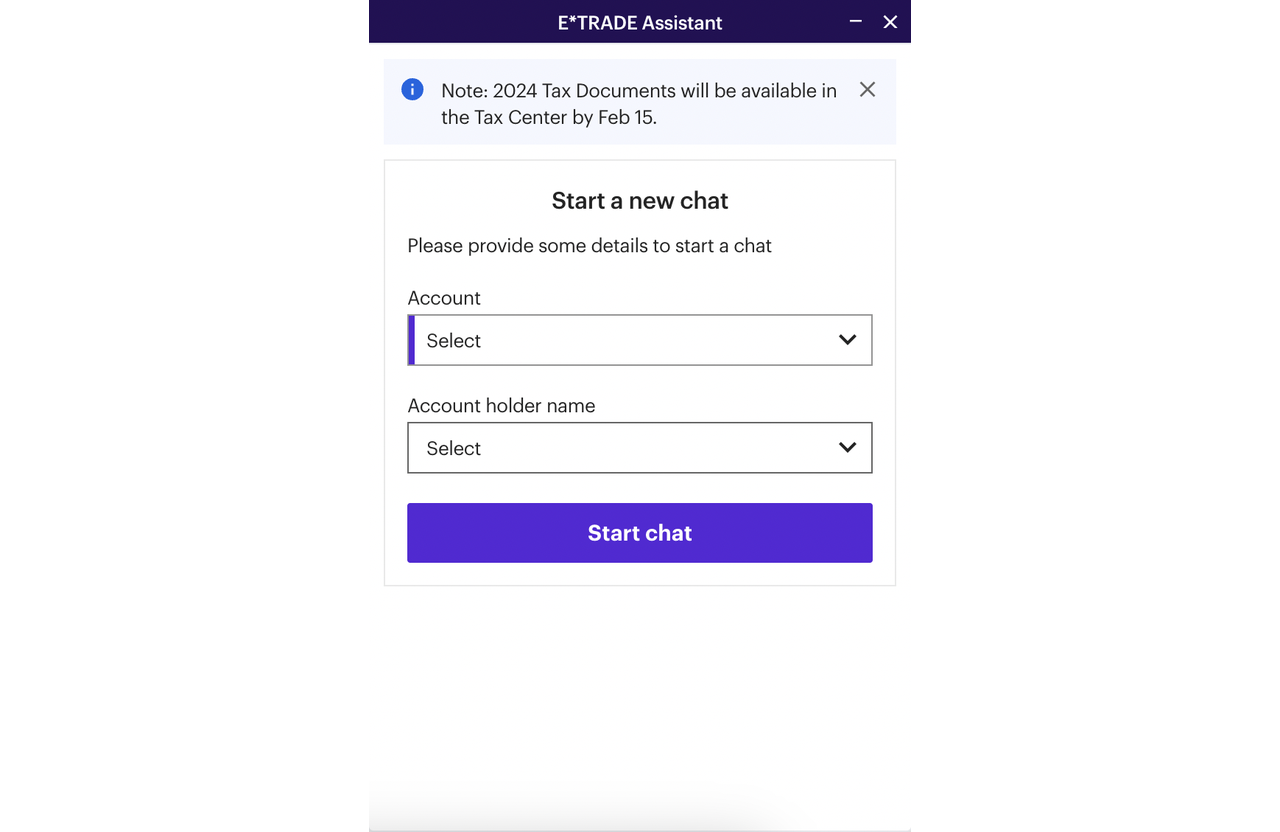 E*TRADE Assistant
Note: 2024 Tax Documents will be available in
the Tax Center by Feb 15.
Start a new chat
Please provide some details to start a chat
Account
Select
Account holder name
Select
Start chat